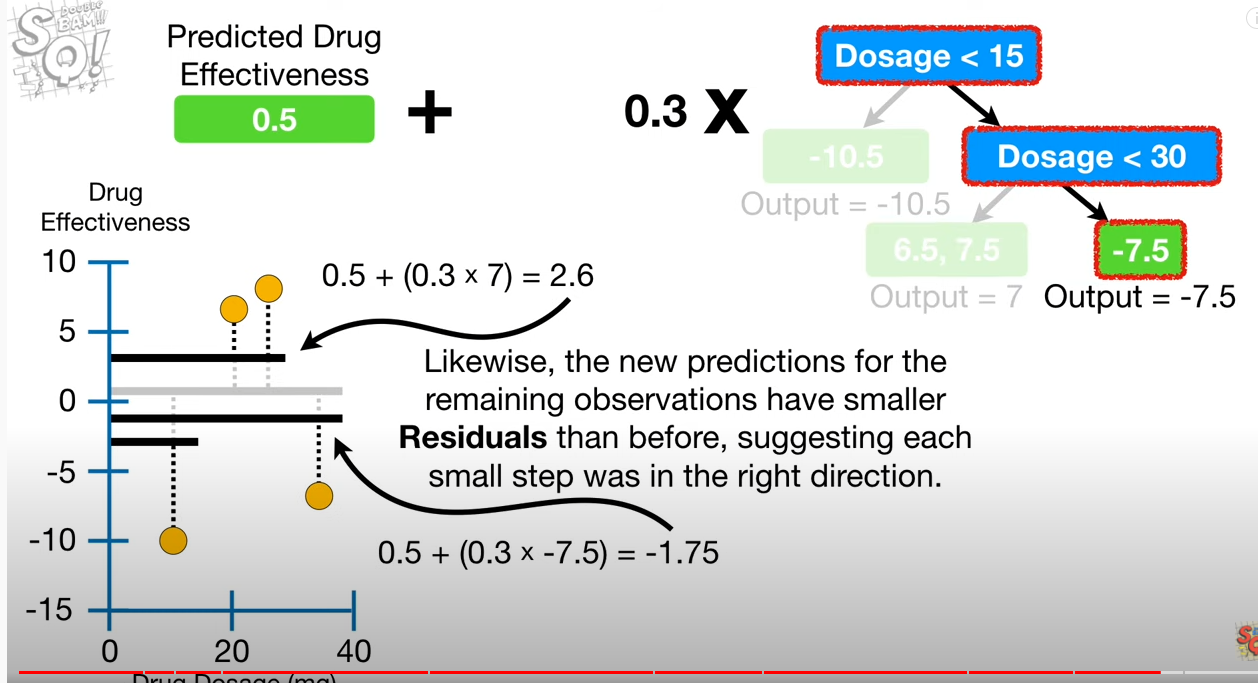 DOUBLE
BAM!!!
SQ!
Predicted Drug
Effectiveness
0.5
+
0.3 X
Dosage < 15
-10.5
Output = -10.5
Dosage < 30
6.5, 7.5
Output = 7
-7.5
Output = -7.5
Drug
Effectiveness
10
5
0
-5
-10
-15
0.5 + (0.3 x 7) = 2.6
Likewise, the new predictions for the
remaining observations have smaller
Residuals than before, suggesting each
small step was in the right direction.
0.5 + (0.3 x -7.5) = -1.75
0
20
40
Drug Dosage (mg)